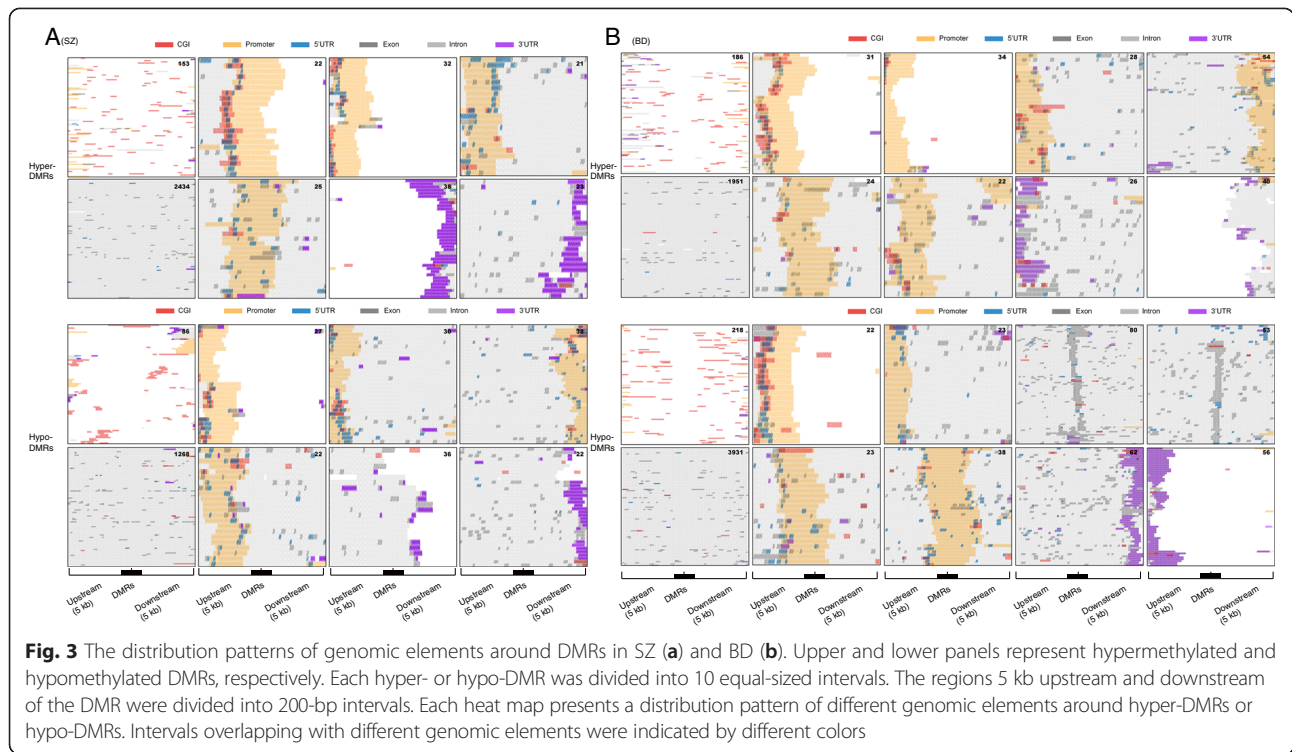 A(SZ)
CGI Promoter 5'UTR Exon Intron 3'UTR
153 22 32 21
Hyper-
DMRs
2434 25 38 23
CGI Promoter 5'UTR Exon Intron 3'UTR
86 27 30 38
Hypo-
DMRs
1268 22 36 22
Upstream (5 kb) DMRs Downstream (5 kb) Upstream (5 kb) DMRs Downstream (5 kb) Upstream (5 kb) DMRs Downstream (5 kb) Upstream (5 kb) DMRs Downstream (5 kb)
B (BD)
CGI Promoter 5'UTR Exon Intron 3'UTR
186 31 34 28 54
Hyper-
DMRs
1951 24 22 26 40
CGI Promoter 5'UTR Exon Intron 3'UTR
218 22 23 80 53
Hypo-
DMRs
3931 23 38 62 56
Upstream (5 kb) DMRs Downstream (5 kb) Upstream (5 kb) DMRs Downstream (5 kb) Upstream (5 kb) DMRs Downstream (5 kb) Upstream (5 kb) DMRs Downstream (5 kb) Upstream (5 kb) DMRs Downstream (5 kb)
Fig. 3 The distribution patterns of genomic elements around DMRs in SZ (a) and BD (b). Upper and lower panels represent hypermethylated and
hypomethylated DMRs, respectively. Each hyper- or hypo-DMR was divided into 10 equal-sized intervals. The regions 5 kb upstream and downstream
of the DMR were divided into 200-bp intervals. Each heat map presents a distribution pattern of different genomic elements around hyper-DMRs or
hypo-DMRs. Intervals overlapping with different genomic elements were indicated by different colors